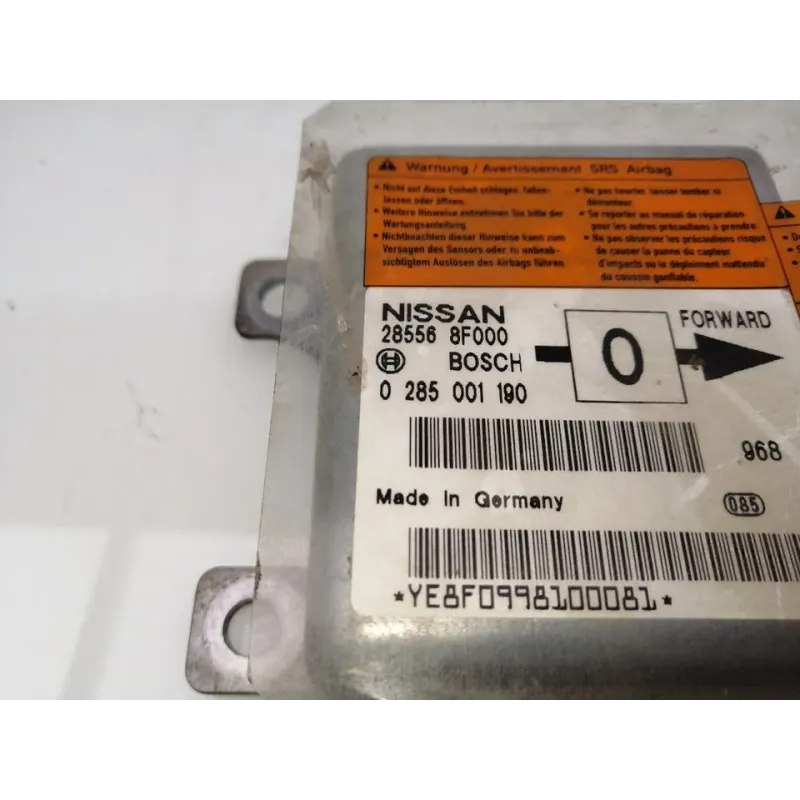 Warnung / Avertissement SRS Airbag
• Nicht auf diese Einheit schlagen, fallen-
lassen oder öffnen.
• Weitere Hinweise entnehmen Sie bitte der
Wartungsanleitung.
• Nichtbeachten dieser Hinweise kann zum
Versagen des Sensors oder zu unbeab-
sichtigtem Auslösen des Airbags führen.
• Ne pas heurter, laisser tomber ni
démonteur.
• Se reporter au manuel de réparation
pour les autres précautions à prendre.
• Ne pas observer les précautions risque
de causer la panne du capteur
d'impacts ou le déploiement inattendu
du coussin gonflable.
NISSAN
28556 8F000
BOSCH
0 285 001 190
0
FORWARD
968
Made in Germany
085
*YE8F0998100081*